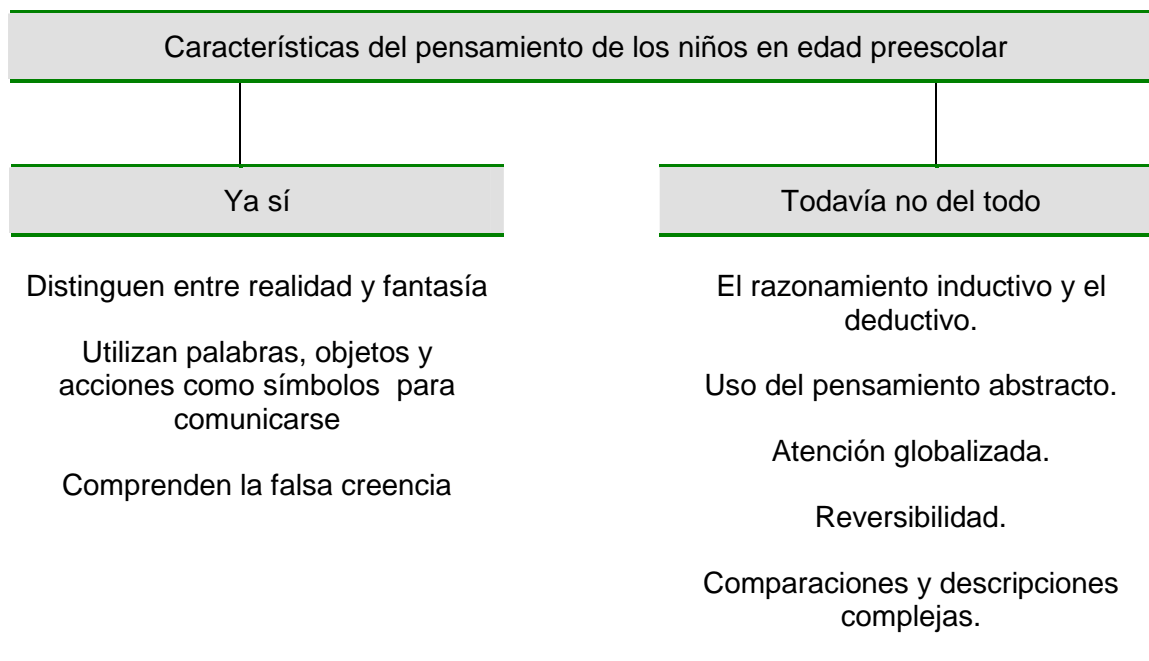 Características del pensamiento de los niños en edad preescolar
Ya sí
Distinguen entre realidad y fantasía
Utilizan palabras, objetos y
acciones como símbolos  para
comunicarse
Comprenden la falsa creencia
Todavía no del todo
El razonamiento inductivo y el
deductivo.
Uso del pensamiento abstracto.
Atención globalizada.
Reversibilidad.
Comparaciones y descripciones
complejas.